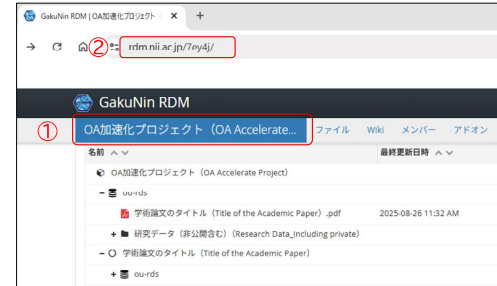 GakuNin RDM | OA加速化プロジェクト
②
rdm.nii.ac.jp/7ey4j/
GakuNin RDM
①
OA加速化プロジェクト（OA Accelerate... ファイル Wiki メンバー アドオン
名前 最終更新日時
OA加速化プロジェクト（OA Accelerate Project）
ou-rds
学術論文のタイトル（Title of the Academic Paper）.pdf 2025-08-26 11:32 AM
研究データ（非公開含む）(Research Data_Including private）
学術論文のタイトル（Title of the Academic Paper）
ou-rds